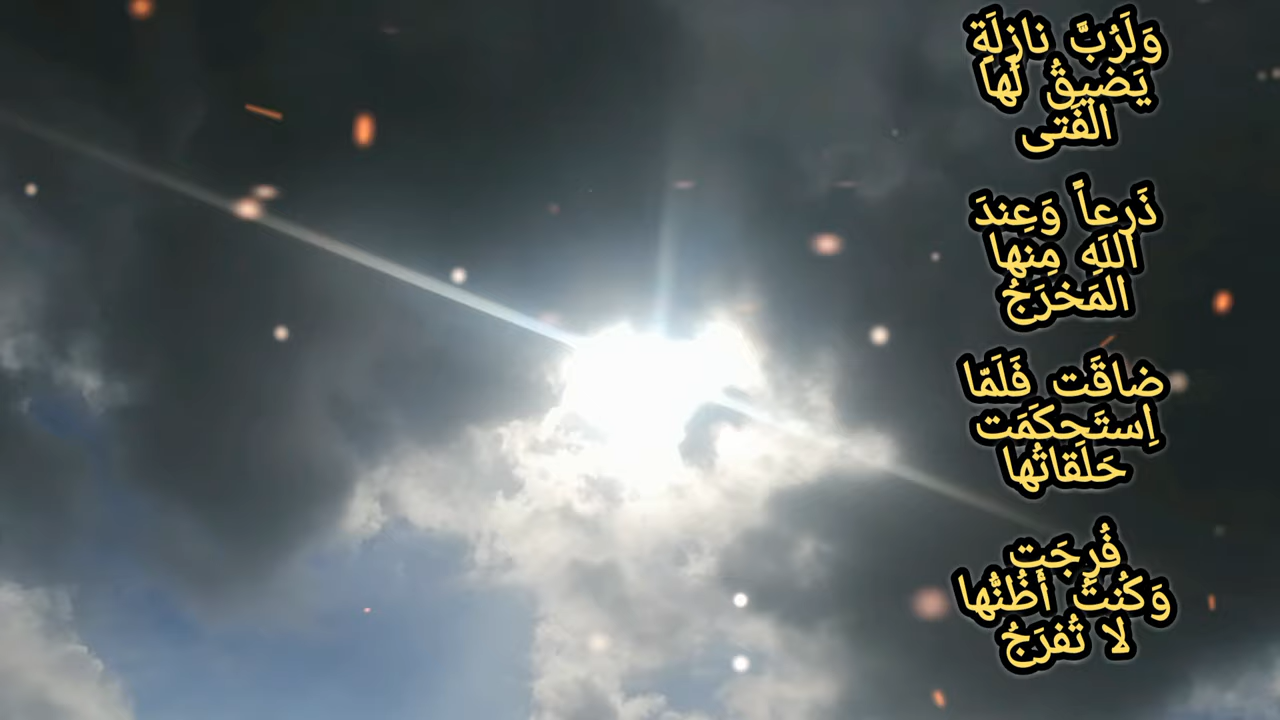 وَلَرُبَّ نازِلَةٍ
يَضيقُ لَها
الفَتى
ذَرعاً وَعِندَ
اللَهِ مِنها
المَخرَجُ
ضاقَت فَلَمّا
اِستَحكَمَت
حَلَقاتُها
فُرِجَت
وَكُنتُ أَظُنُّها
لا تُفرَجُ